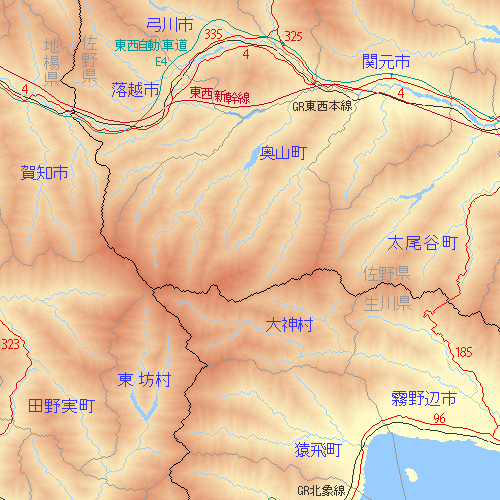 弓川市
335
325
地楊県
佐野県
東西自動車道
E4
4
関元市
4
落越市
東西新幹線
4
GR東西本線
奥山町
賀知市
太尾谷町
佐野県
生川県
大神村
323
185
東坊村
田野実町
霧野辺市
96
猿飛町
GR北象線